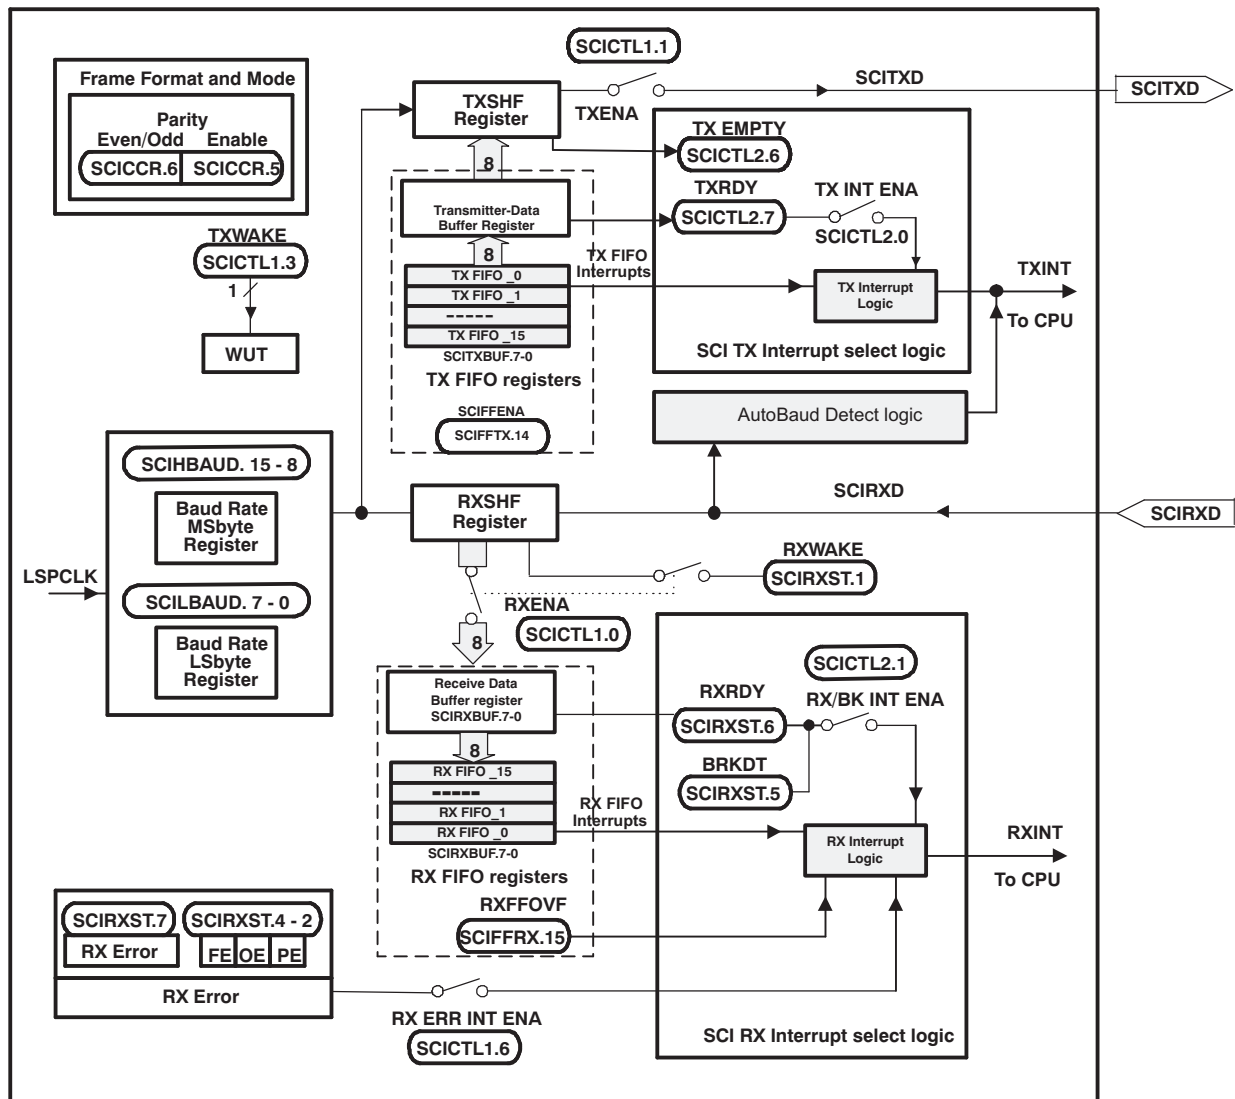 Frame Format and Mode
Parity
Even/Odd Enable
SCICCR.6 SCICCR.5
TXWAKE
SCICTL1.3
1
WUT
SCICTL1.1
TXSHF
Register
TXENA
SCITXD
SCITXD
8
Transmitter-Data
Buffer Register
8
TX FIFO _0
TX FIFO _1
-----
TX FIFO _15
SCITXBUF.7-0
TX FIFO registers
SCIFFENA
SCIFFTX.14
TX EMPTY
SCICTL2.6
TXRDY
SCICTL2.7
TX INT ENA
SCICTL2.0
TX FIFO
Interrupts
TX Interrupt
Logic
SCI TX Interrupt select logic
TXINT
To CPU
AutoBaud Detect logic
LSPCLK
SCIHBAUD. 15 - 8
Baud Rate
MSbyte
Register
SCILBAUD. 7 - 0
Baud Rate
LSbyte
Register
RXSHF
Register
SCIRXD
SCIRXD
RXWAKE
SCIRXST.1
RXENA
SCICTL1.0
8
Receive Data
Buffer register
SCIRXBUF.7-0
8
RX FIFO _15
-----
RX FIFO_1
RX FIFO _0
SCIRXBUF.7-0
RX FIFO registers
RXFFOVF
SCIFFRX.15
SCICTL2.1
RX/BK INT ENA
RXRDY
SCIRXST.6
BRKDT
SCIRXST.5
RX FIFO
Interrupts
RX Interrupt
Logic
RXINT
To CPU
SCI RX Interrupt select logic
SCIRXST.7 SCIRXST.4 - 2
RX Error FE OE PE
RX Error
RX ERR INT ENA
SCICTL1.6